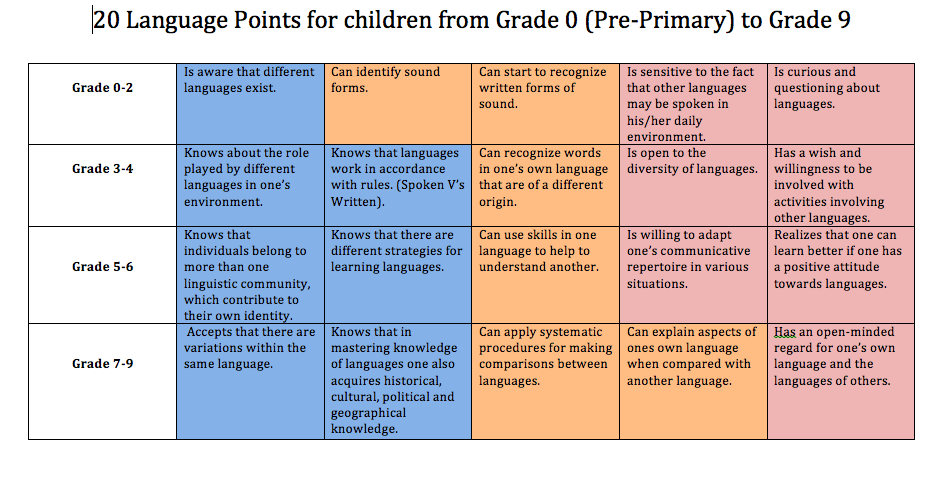 20 Language Points for children from Grade 0 (Pre-Primary) to Grade 9
Grade 0-2
Is aware that different
languages exist.
Can identify sound
forms.
Can start to recognize
written forms of
sound.
Is sensitive to the fact
that other languages
may be spoken in
his/her daily
environment.
Is curious and
questioning about
languages.
Grade 3-4
Knows about the role
played by different
languages in one's
environment.
Knows that languages
work in accordance
with rules. (Spoken V's
Written).
Can recognize words
in one's own language
that are of a different
origin.
Is open to the
diversity of languages.
Has a wish and
willingness to be
involved with
activities involving
other languages.
Grade 5-6
Knows that
individuals belong to
more than one
linguistic community,
which contribute to
their own identity.
Knows that there are
different strategies for
learning languages.
Can use skills in one
language to help to
understand another.
Is willing to adapt
one's communicative
repertoire in various
situations.
Realizes that one can
learn better if one has
a positive attitude
towards languages.
Grade 7-9
Accepts that there are
variations within the
same language.
Knows that in
mastering knowledge
of languages one also
acquires historical,
cultural, political and
geographical
knowledge.
Can apply systematic
procedures for making
comparisons between
languages.
Can explain aspects of
ones own language
when compared with
another language.
Has an open-minded
regard for one's own
language and the
languages of others.